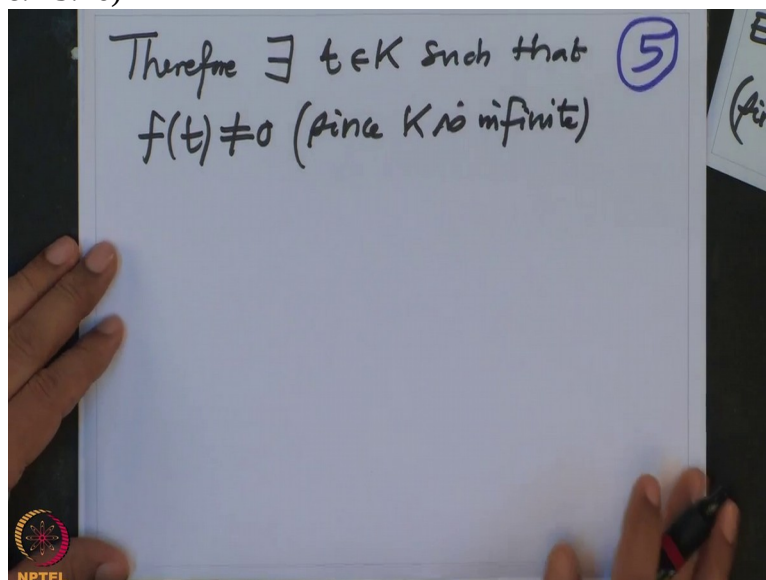 Therefore ∃ t ∈ K such that
5
f(t) ≠ 0 (since K is infinite)
NPTEL